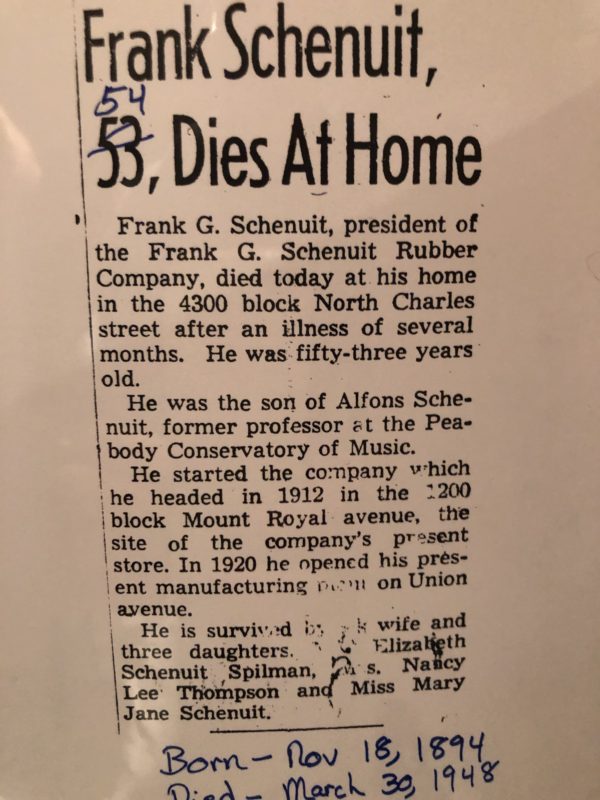 Frank Schenuit,
54
53, Dies At Home
Frank G. Schenuit, president of
the Frank G. Schenuit Rubber
Company, died today at his home
in the 4300 block North Charles
street after an illness of several
months. He was fifty-three years
old.
He was the son of Alfons Sche-
nuit, former professor at the Pea-
body Conservatory of Music.
He started the company which
he headed in 1912 in the 1200
block Mount Royal avenue, the
site of the company's present
store. In 1920 he opened his pres-
ent manufacturing on Union
avenue.
He is survived wife and
three daughters. Elizabeth
Schenuit Spilman, Nancy
Lee Thompson and Miss Mary
Jane Schenuit.
Born - Nov 18, 1894
Died - March 30, 1948